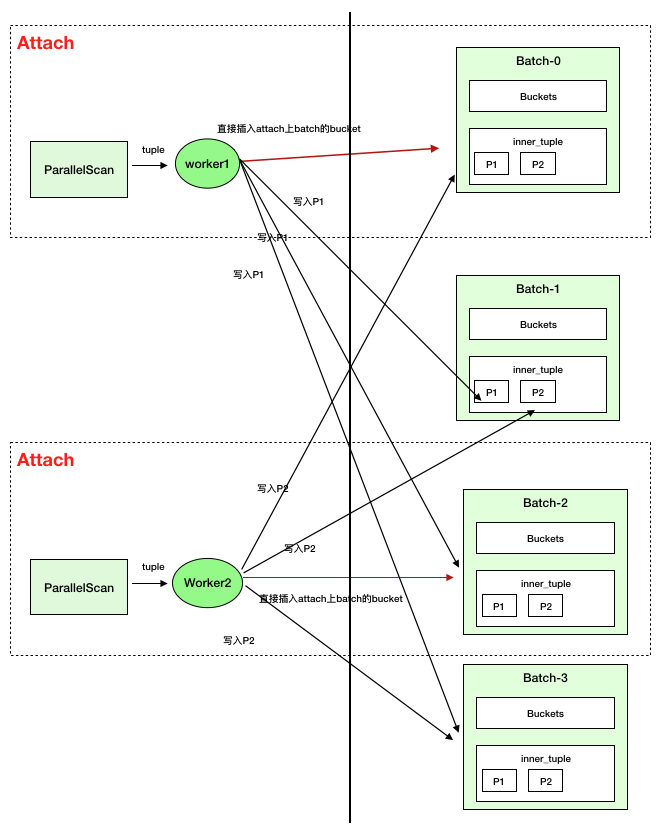 Attach
Batch-0
Buckets
直接插入attach上batch的bucket
inner_tuple
tuple
ParallelScan
worker1
P1
P2
写入P1
写入P1
写入P1
Batch-1
Buckets
inner_tuple
P1
P2
Attach
写入P2
Batch-2
Buckets
写入P2
tuple
ParallelScan
Worker2
inner_tuple
直接插入attach上batch的bucket
P1
P2
写入P2
Batch-3
Buckets
inner_tuple
P1
P2